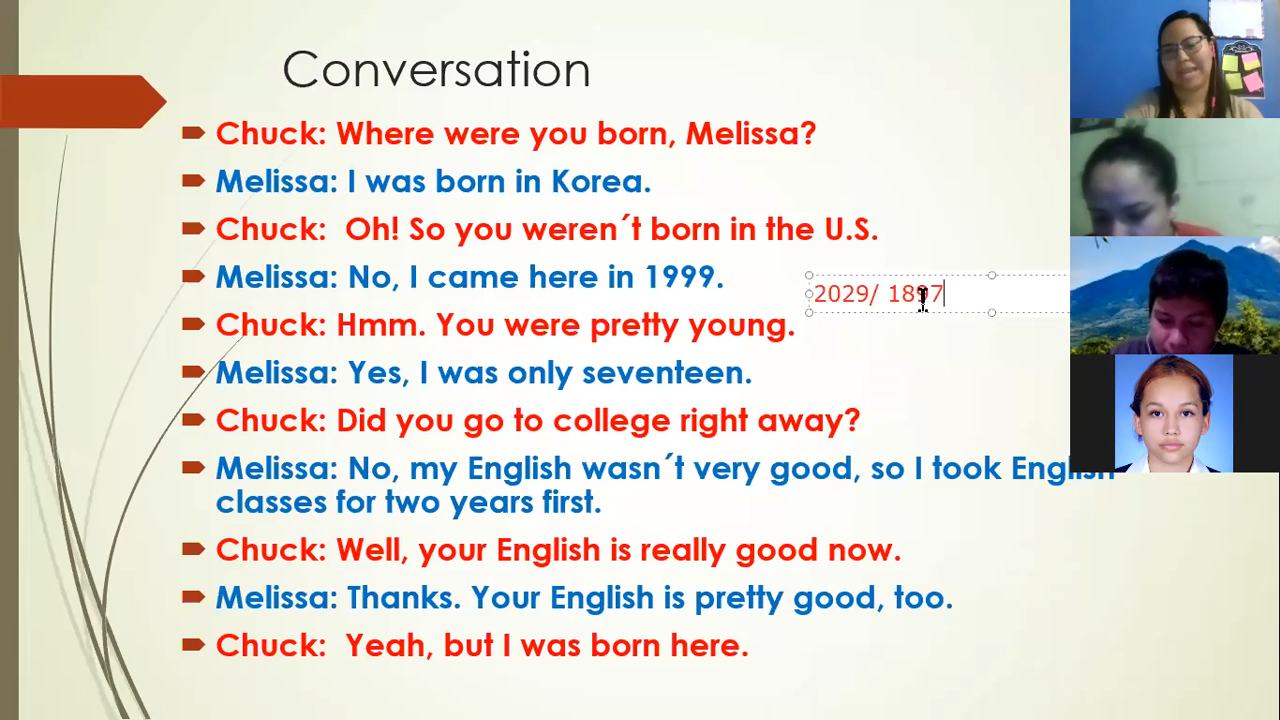 Conversation
Chuck: Where were you born, Melissa?
Melissa: I was born in Korea.
Chuck:  Oh! So you weren´t born in the U.S.
Melissa: No, I came here in 1999.
2029/ 1897
Chuck: Hmm. You were pretty young.
Melissa: Yes, I was only seventeen.
Chuck: Did you go to college right away?
Melissa: No, my English wasn´t very good, so I took English
classes for two years first.
Chuck: Well, your English is really good now.
Melissa: Thanks. Your English is pretty good, too.
Chuck:  Yeah, but I was born here.